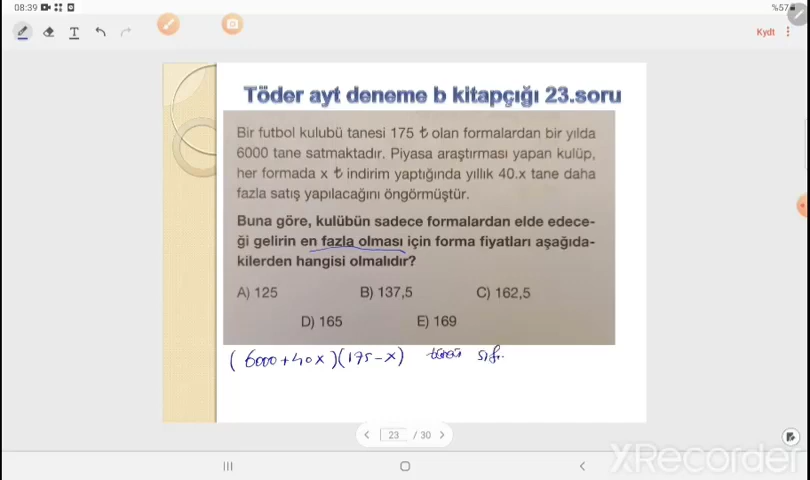 08:39
%57
Kydt
Töder ayt deneme b kitapçığı 23.soru
Bir futbol kulubü tanesi 175 ₺ olan formalardan bir yılda
6000 tane satmaktadır. Piyasa araştırması yapan kulüp,
her formada x ₺ indirim yaptığında yıllık 40.x tane daha
fazla satış yapılacağını öngörmüştür.
Buna göre, kulübün sadece formalardan elde edece-
ği gelirin en fazla olması için forma fiyatları aşağıda-
kilerden hangisi olmalıdır?
A) 125 B) 137,5 C) 162,5
D) 165 E) 169
(6000+40x)(175-x) türev sıfı.
23 / 30
XRecorder